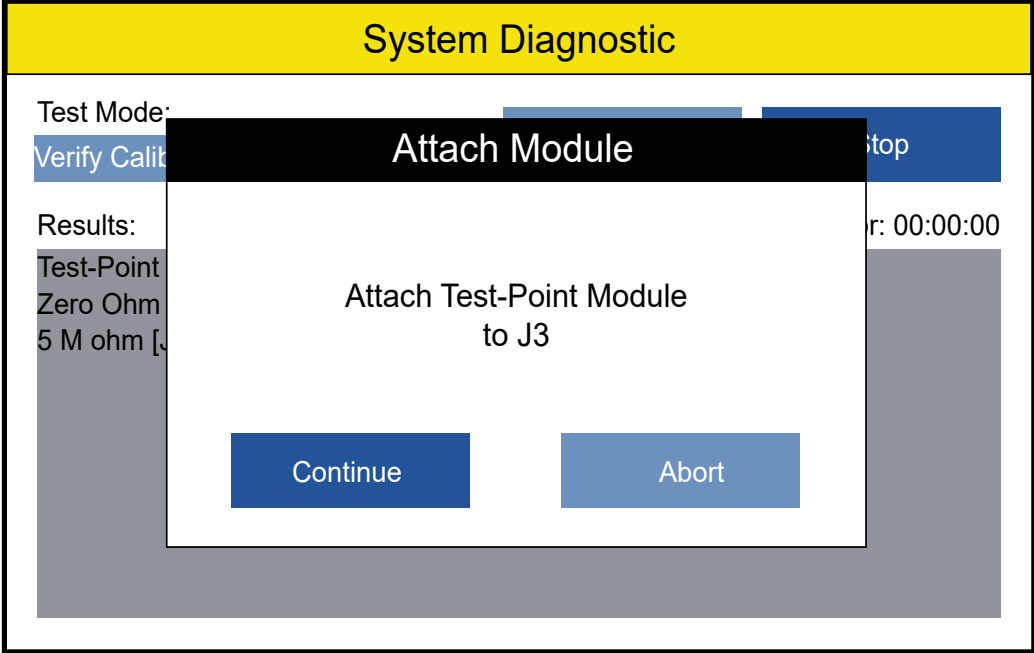 System Diagnostic
Test Mode:
Verify Calib
Stop
Attach Module
Results:
r: 00:00:00
Test-Point
Zero Ohm
5 M ohm [J
Attach Test-Point Module
to J3
Continue
Abort